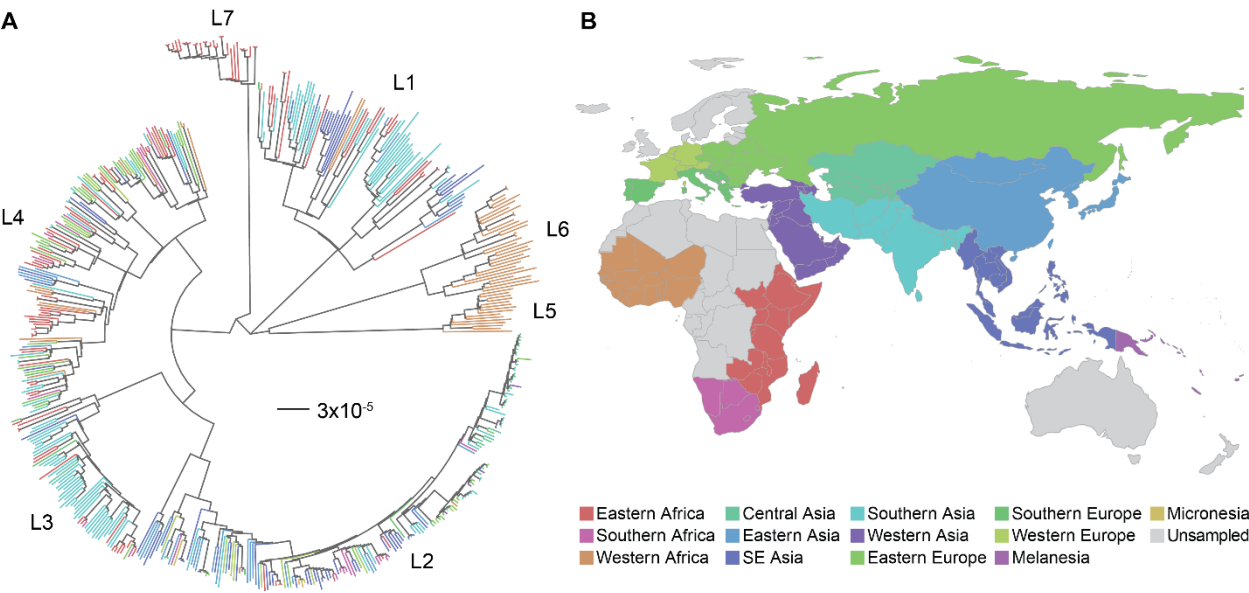 A
B
L7
L1
L6
L4
L5
3x10-5
L3
L2
Eastern Africa Central Asia Southern Asia Southern Europe Micronesia
Southern Africa Eastern Asia Western Asia Western Europe Unsampled
Western Africa SE Asia Eastern Europe Melanesia